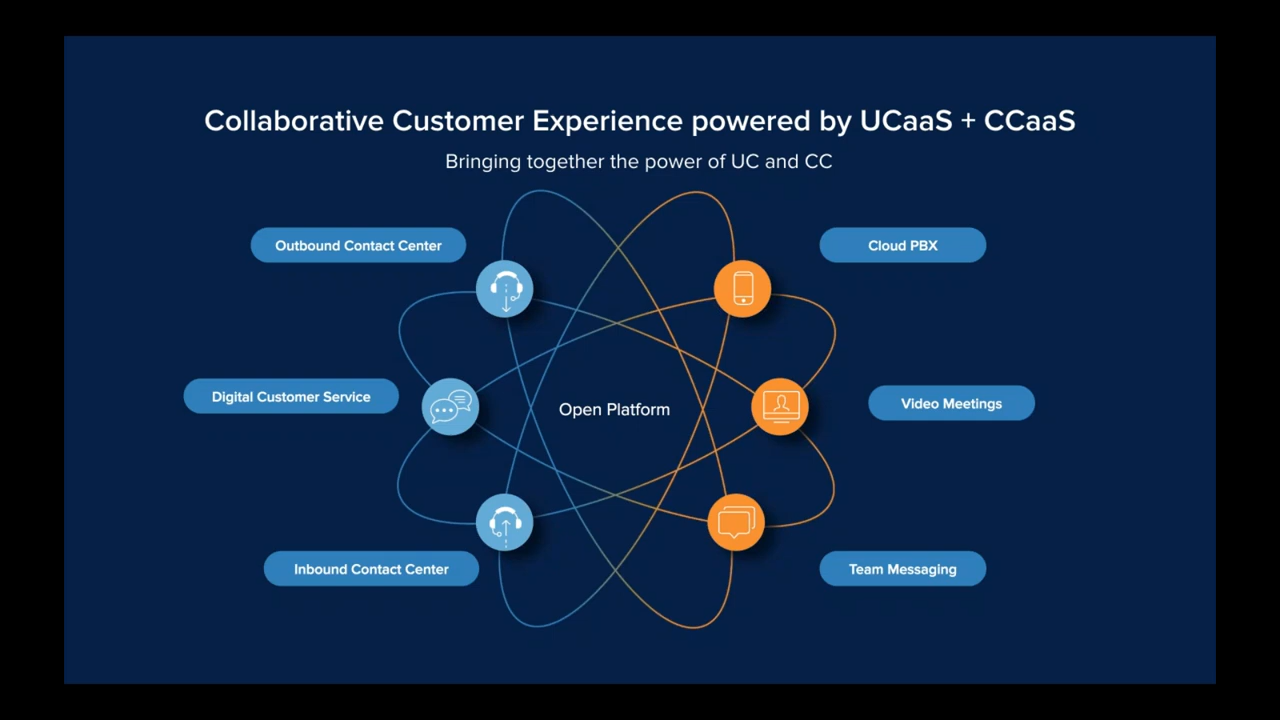 Collaborative Customer Experience powered by UCaaS + CCaaS
Bringing together the power of UC and CC
Outbound Contact Center
Cloud PBX
Digital Customer Service
Open Platform
Video Meetings
Inbound Contact Center
Team Messaging